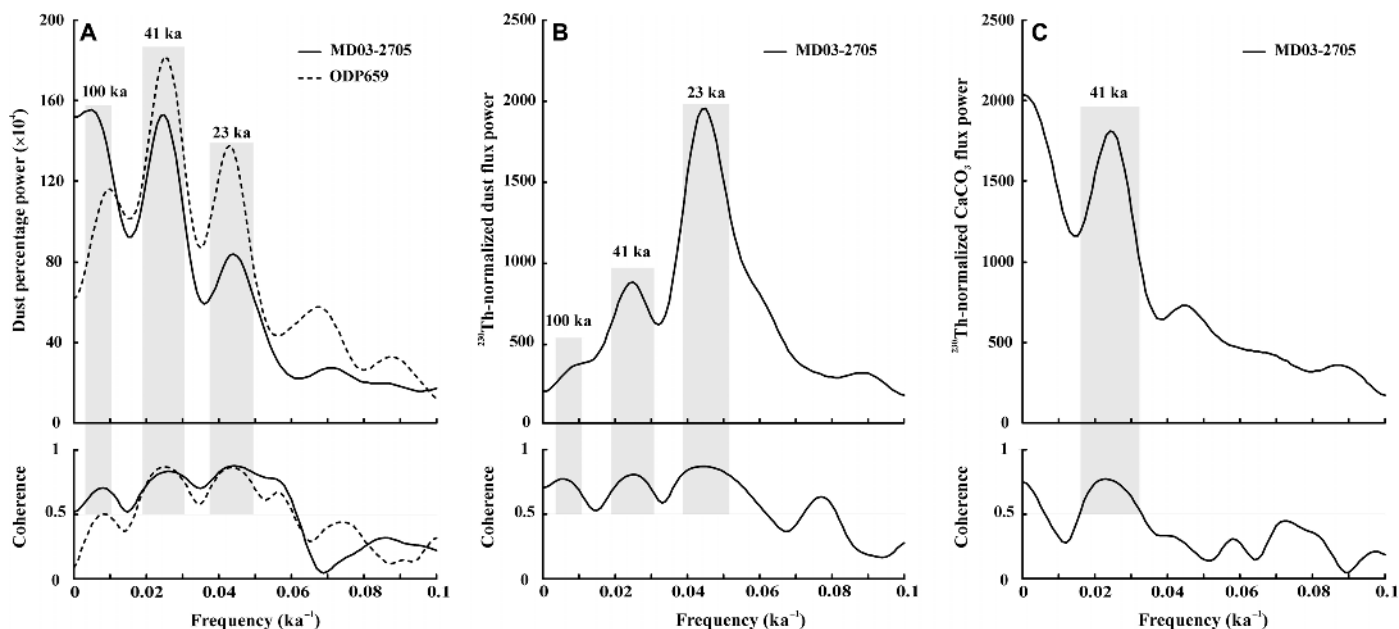 A
100 ka
41 ka
23 ka
MD03-2705
ODP659
Dust percentage power (×10⁴)
200
160
120
80
40
0
Coherence
1
0.5
0
0 0.02 0.04 0.06 0.08 0.1
Frequency (ka⁻¹)
B
100 ka
41 ka
23 ka
MD03-2705
²³⁰Th-normalized dust flux power
2500
2000
1500
1000
500
0
Coherence
1
0.5
0
0 0.02 0.04 0.06 0.08 0.1
Frequency (ka⁻¹)
C
41 ka
MD03-2705
²³⁰Th-normalized CaCO₃ flux power
2500
2000
1500
1000
500
0
Coherence
1
0.5
0
0 0.02 0.04 0.06 0.08 0.1
Frequency (ka⁻¹)